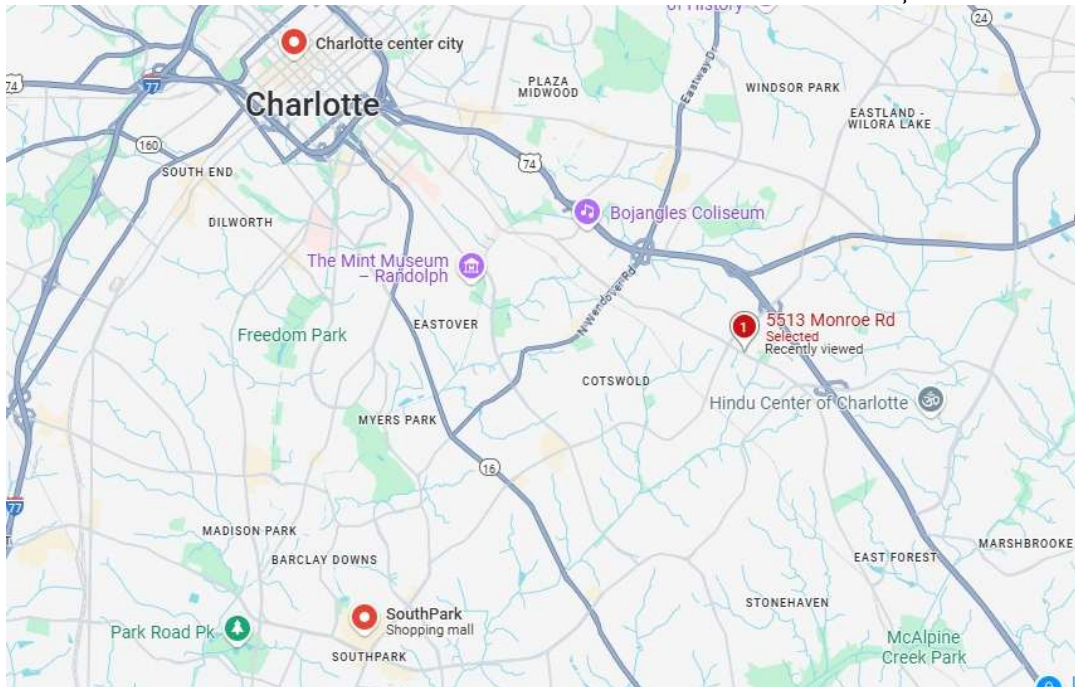 of History
24
Charlotte center city
74
77
PLAZA
MIDWOOD
Eastway Dr
WINDSOR PARK
EASTLAND -
WILORA LAKE
Charlotte
160
74
SOUTH END
DILWORTH
Bojangles Coliseum
The Mint Museum
– Randolph
N Wendover Rd
Freedom Park
EASTOVER
1
5513 Monroe Rd
Selected
Recently viewed
COTSWOLD
Hindu Center of Charlotte
MYERS PARK
16
77
MADISON PARK
BARCLAY DOWNS
EAST FOREST
MARSHBROOKE
STONEHAVEN
SouthPark
Shopping mall
Park Road Pk
SOUTHPARK
McAlpine
Creek Park